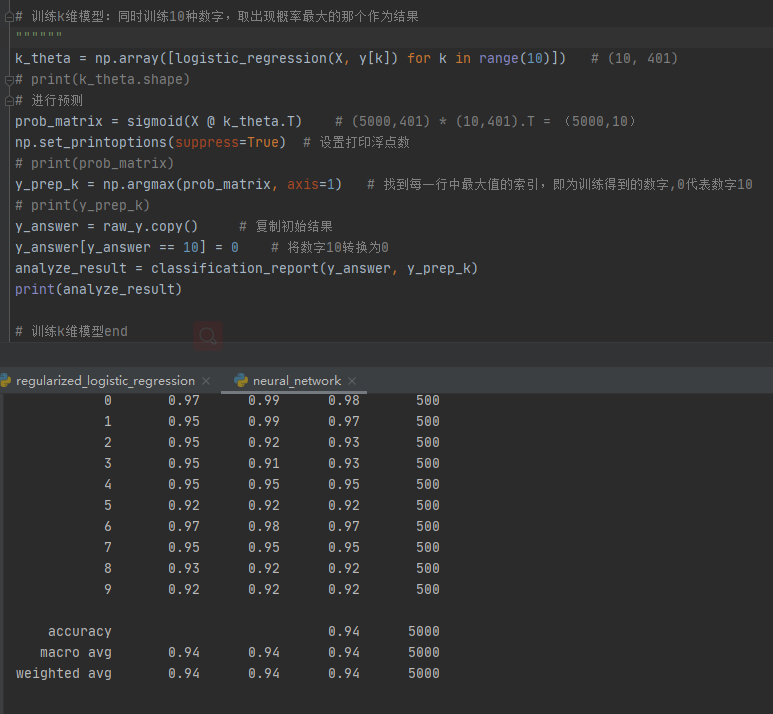 # 训练k维模型：同时训练10种数字，取出现概率最大的那个作为结果
""""""
k_theta = np.array([logistic_regression(X, y[k]) for k in range(10)])   # (10, 401)
# print(k_theta.shape)
# 进行预测
prob_matrix = sigmoid(X @ k_theta.T)    # (5000,401) * (10,401).T = （5000,10）
np.set_printoptions(suppress=True)  # 设置打印浮点数
# print(prob_matrix)
y_prep_k = np.argmax(prob_matrix, axis=1)   # 找到每一行中最大值的索引，即为训练得到的数字,0代表数字10
# print(y_prep_k)
y_answer = raw_y.copy()     # 复制初始结果
y_answer[y_answer == 10] = 0    # 将数字10转换为0
analyze_result = classification_report(y_answer, y_prep_k)
print(analyze_result)
# 训练k维模型end
regularized_logistic_regression × neural_network ×
0 0.97 0.99 0.98 500
1 0.95 0.99 0.97 500
2 0.95 0.92 0.93 500
3 0.95 0.91 0.93 500
4 0.95 0.95 0.95 500
5 0.92 0.92 0.92 500
6 0.97 0.98 0.97 500
7 0.95 0.95 0.95 500
8 0.93 0.92 0.92 500
9 0.92 0.92 0.92 500
accuracy 0.94 5000
macro avg 0.94 0.94 0.94 5000
weighted avg 0.94 0.94 0.94 5000